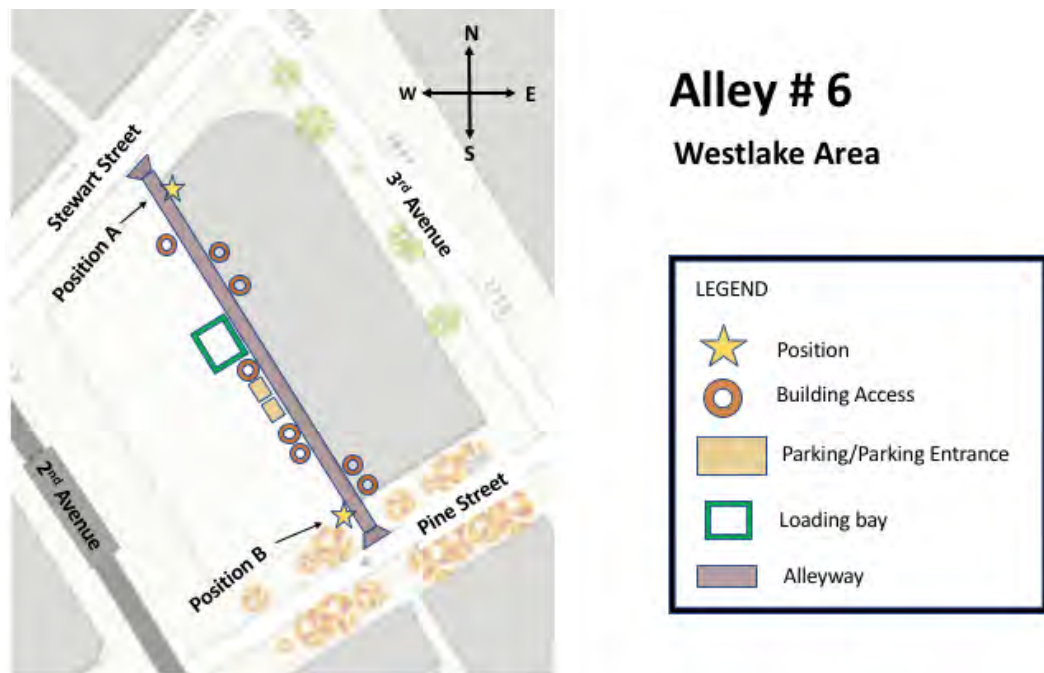 N
W E
S
Stewart Street
Position A
3rd Avenue
2nd Avenue
Position B
Pine Street
Alley # 6
Westlake Area
LEGEND
Position
Building Access
Parking/Parking Entrance
Loading bay
Alleyway